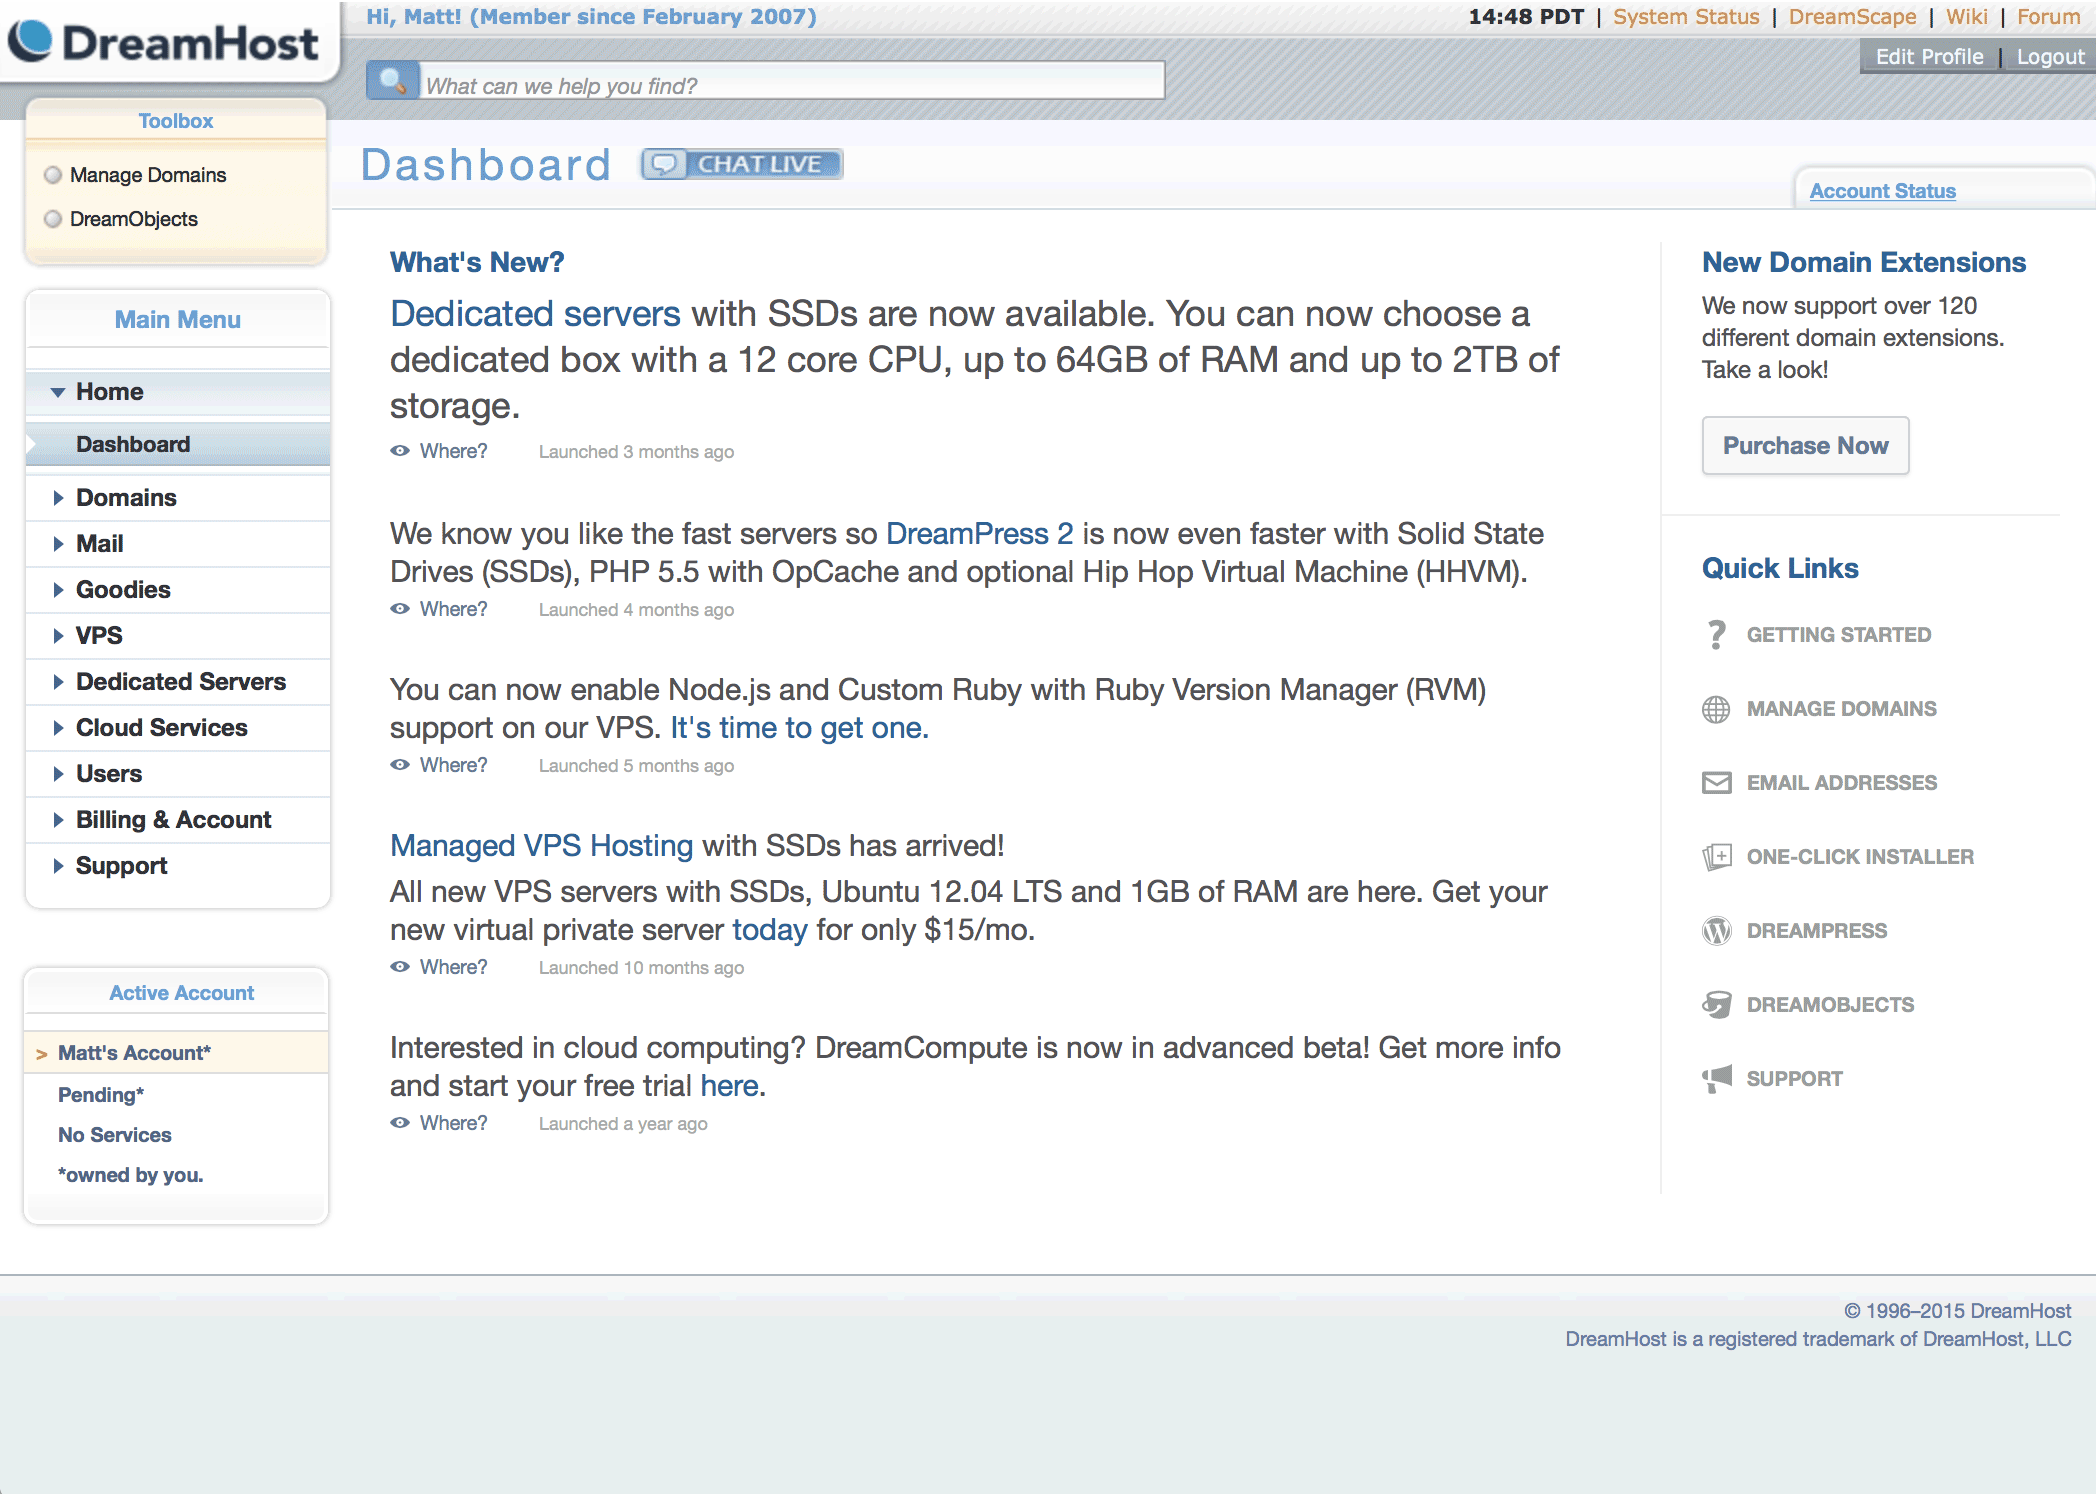 DreamHost
Hi, Matt! (Member since February 2007)
14:48 PDT | System Status | DreamScape | Wiki | Forum
Edit Profile | Logout
What can we help you find?
Toolbox
Manage Domains
DreamObjects
Main Menu
Home
Dashboard
Domains
Mail
Goodies
VPS
Dedicated Servers
Cloud Services
Users
Billing & Account
Support
Active Account
> Matt's Account*
Pending*
No Services
*owned by you.
Dashboard
CHAT LIVE
Account Status
What's New?
Dedicated servers with SSDs are now available. You can now choose a
dedicated box with a 12 core CPU, up to 64GB of RAM and up to 2TB of
storage.
Where? Launched 3 months ago
We know you like the fast servers so DreamPress 2 is now even faster with Solid State
Drives (SSDs), PHP 5.5 with OpCache and optional Hip Hop Virtual Machine (HHVM).
Where? Launched 4 months ago
You can now enable Node.js and Custom Ruby with Ruby Version Manager (RVM)
support on our VPS. It's time to get one.
Where? Launched 5 months ago
Managed VPS Hosting with SSDs has arrived!
All new VPS servers with SSDs, Ubuntu 12.04 LTS and 1GB of RAM are here. Get your
new virtual private server today for only $15/mo.
Where? Launched 10 months ago
Interested in cloud computing? DreamCompute is now in advanced beta! Get more info
and start your free trial here.
Where? Launched a year ago
New Domain Extensions
We now support over 120
different domain extensions.
Take a look!
Purchase Now
Quick Links
GETTING STARTED
MANAGE DOMAINS
EMAIL ADDRESSES
ONE-CLICK INSTALLER
DREAMPRESS
DREAMOBJECTS
SUPPORT
© 1996–2015 DreamHost
DreamHost is a registered trademark of DreamHost, LLC